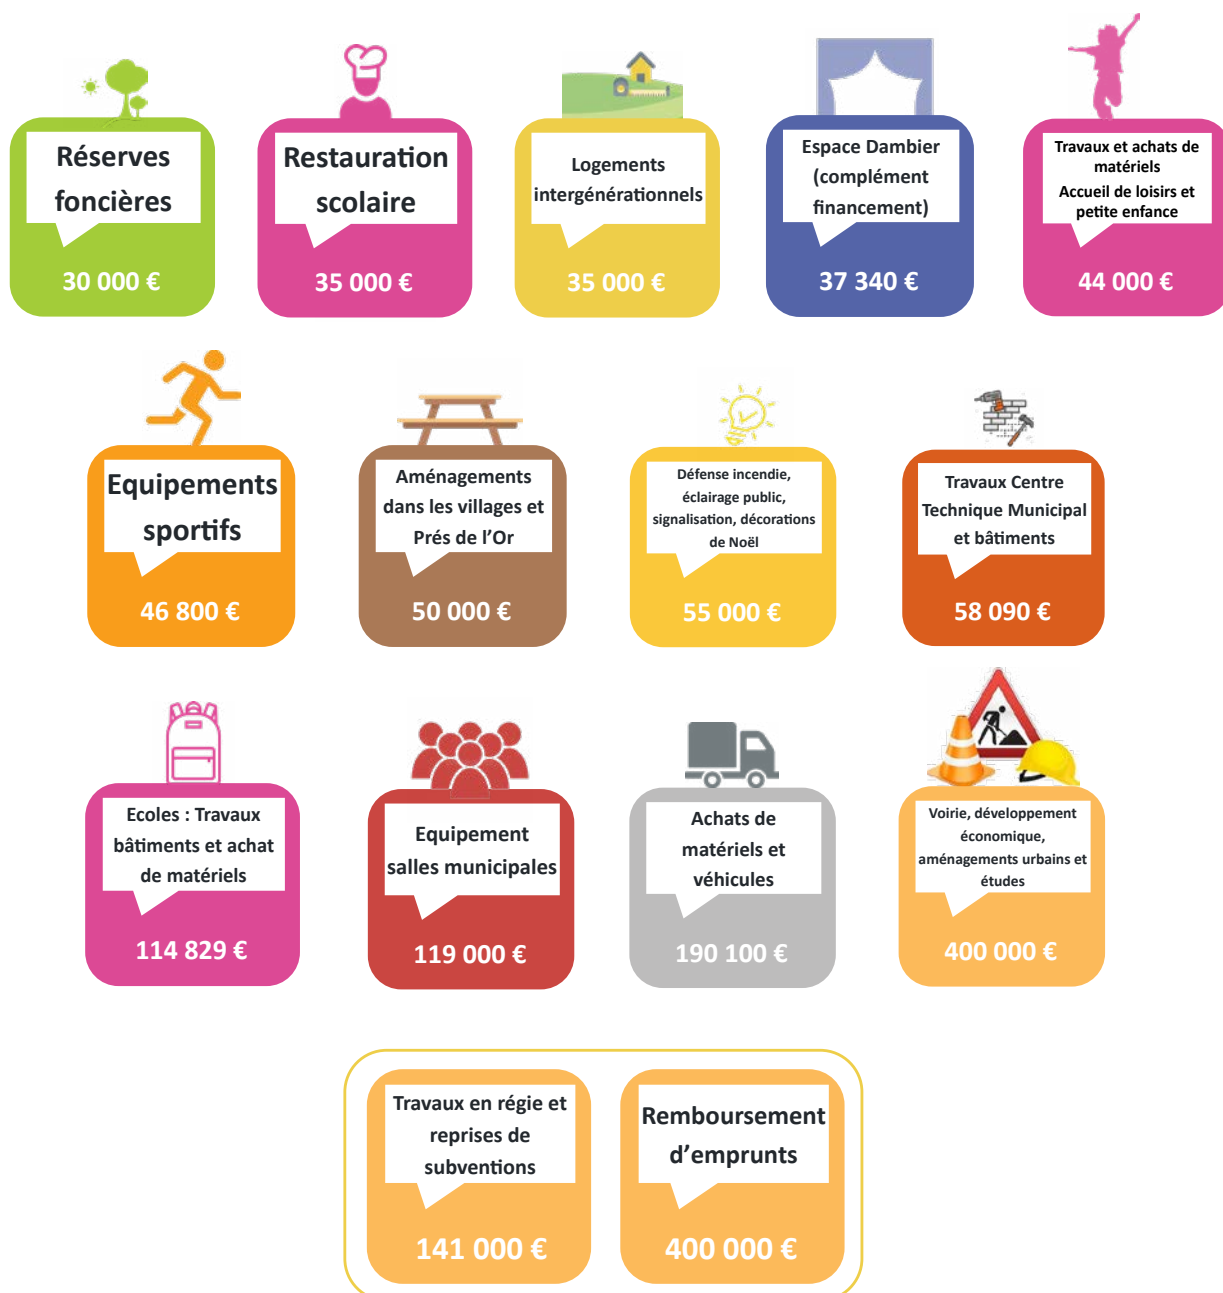 Réserves
foncières
30 000 €
Restauration
scolaire
35 000 €
Logements
intergénérationnels
35 000 €
Espace Dambier
(complément
financement)
37 340 €
Travaux et achats de
matériels
Accueil de loisirs et
petite enfance
44 000 €
Equipements
sportifs
46 800 €
Aménagements
dans les villages et
Prés de l’Or
50 000 €
Défense incendie,
éclairage public,
signalisation, décorations
de Noël
55 000 €
Travaux Centre
Technique Municipal
et bâtiments
58 090 €
Ecoles : Travaux
bâtiments et achat
de matériels
114 829 €
Equipement
salles municipales
119 000 €
Achats de
matériels et
véhicules
190 100 €
Voirie, développement
économique,
aménagements urbains et
études
400 000 €
Travaux en régie et
reprises de
subventions
141 000 €
Remboursement
d’emprunts
400 000 €